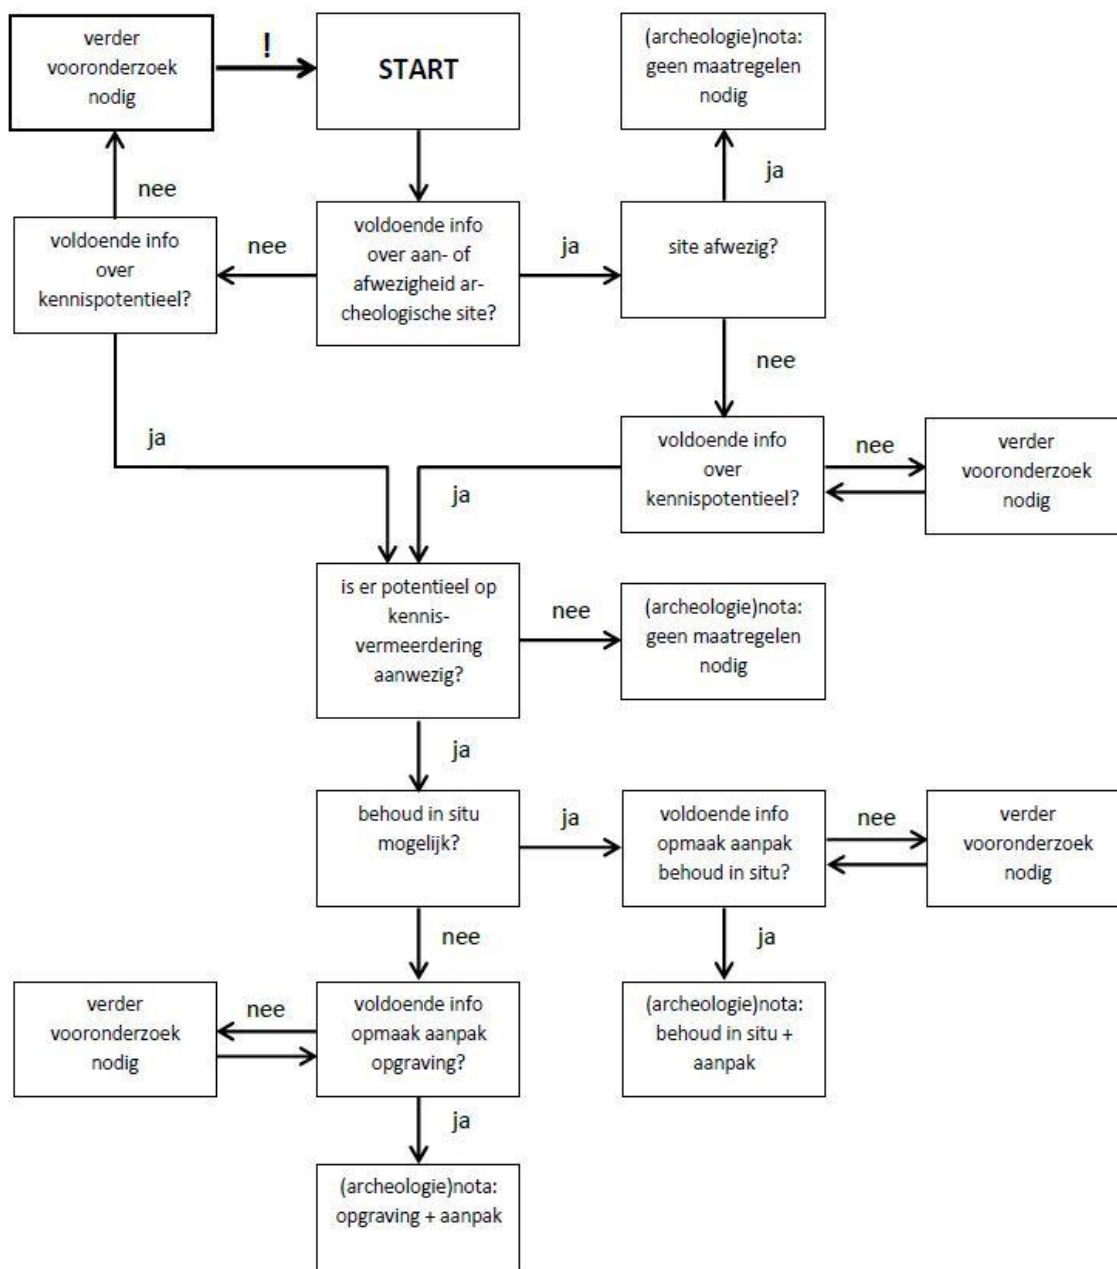 verder
vooronderzoek
nodig
!
START
(archeologie)nota:
geen maatregelen
nodig
nee
ja
voldoende info
over
kennispotentieel?
nee
voldoende info
over aan- of
afwezigheid ar-
cheologische site?
ja
site afwezig?
nee
ja
voldoende info
over
kennispotentieel?
nee
verder
vooronderzoek
nodig
ja
is er potentieel op
kennis-
vermeerdering
aanwezig?
nee
(archeologie)nota:
geen maatregelen
nodig
ja
behoud in situ
mogelijk?
ja
voldoende info
opmaak aanpak
behoud in situ?
nee
verder
vooronderzoek
nodig
nee
ja
verder
vooronderzoek
nodig
nee
voldoende info
opmaak aanpak
opgraving?
(archeologie)nota:
behoud in situ +
aanpak
ja
(archeologie)nota:
opgraving + aanpak